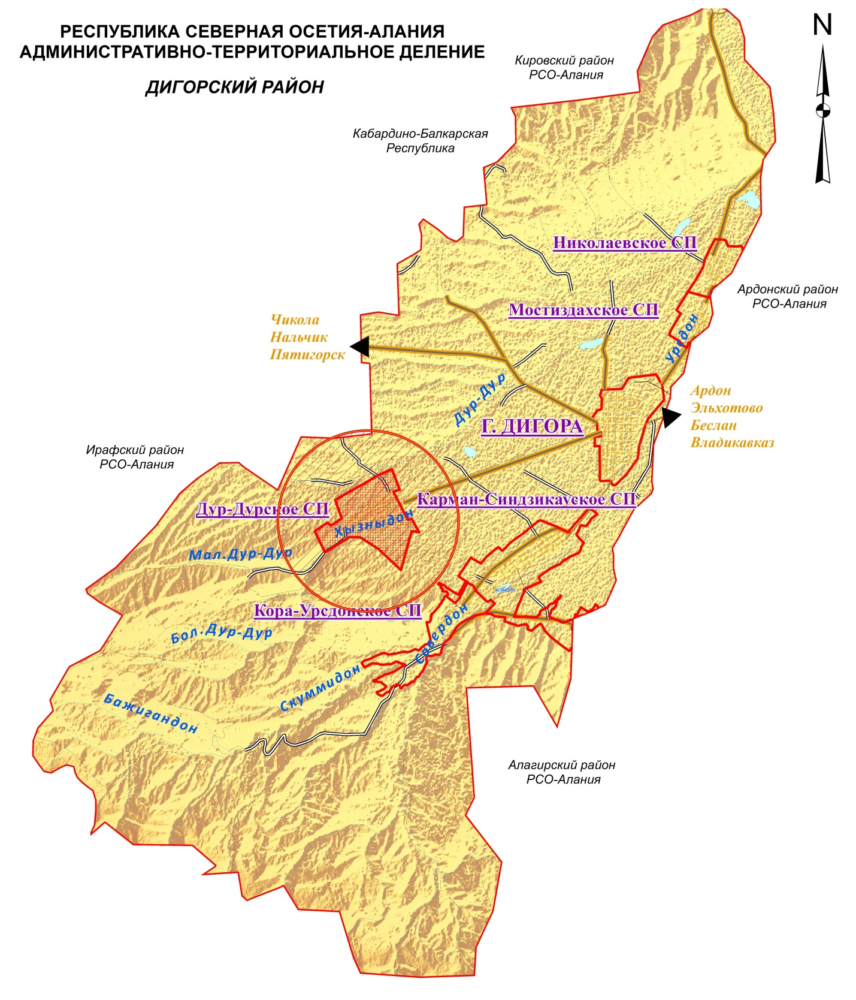 РЕСПУБЛИКА СЕВЕРНАЯ ОСЕТИЯ-АЛАНИЯ
АДМИНИСТРАТИВНО-ТЕРРИТОРИАЛЬНОЕ ДЕЛЕНИЕ
ДИГОРСКИЙ РАЙОН
N
Кировский район
РСО-Алания
Кабардино-Балкарская
Республика
Николаевское СП
Ардонский район
РСО-Алания
Мостиздахское СП
Чикола
Нальчик
Пятигорск
Урсдон
Дур-Дур
Ардон
Эльхотово
Беслан
Владикавказ
Г. ДИГОРА
Ирафский район
РСО-Алания
Карман-Синдзикауское СП
Дур-Дурское СП
Хызныдон
Мал.Дур-Дур
АСТАУДОН
Кора-Урсдонское СП
Савердон
Бол.Дур-Дур
Скуммидон
Бажигандон
Алагирский район
РСО-Алания